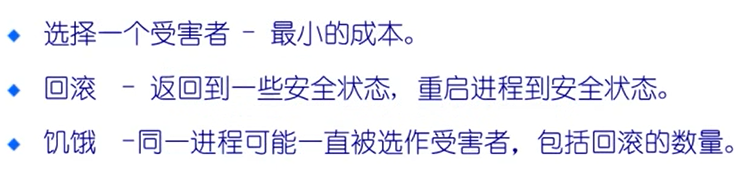 选择一个受害者 - 最小的成本。
回滚 - 返回到一些安全状态，重启进程到安全状态。
饥饿 -同一进程可能一直被选作受害者，包括回滚的数量。